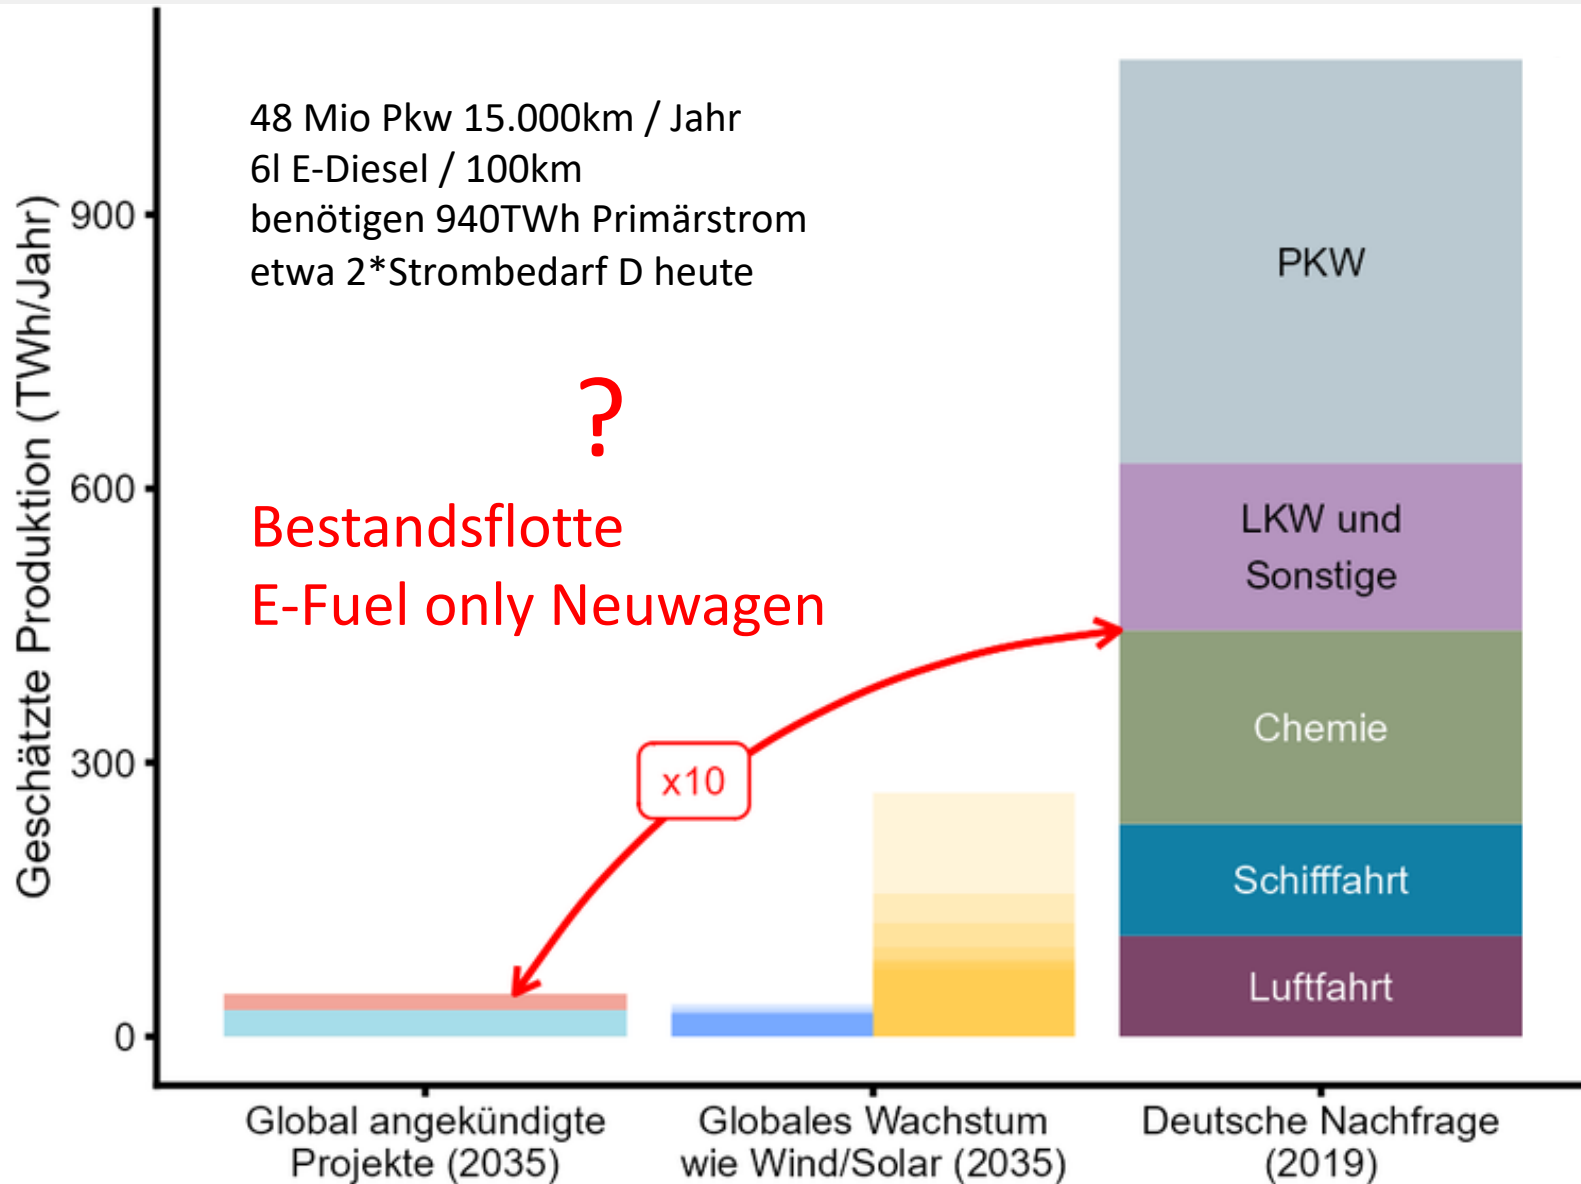 Geschätzte Produktion (TWh/Jahr)
900
600
300
0
48 Mio Pkw 15.000km / Jahr
6l E-Diesel / 100km
benötigen 940TWh Primärstrom
etwa 2*Strombedarf D heute
?
Bestandsflotte
E-Fuel only Neuwagen
x10
PKW
LKW und
Sonstige
Chemie
Schifffahrt
Luftfahrt
Global angekündigte
Projekte (2035)
Globales Wachstum
wie Wind/Solar (2035)
Deutsche Nachfrage
(2019)